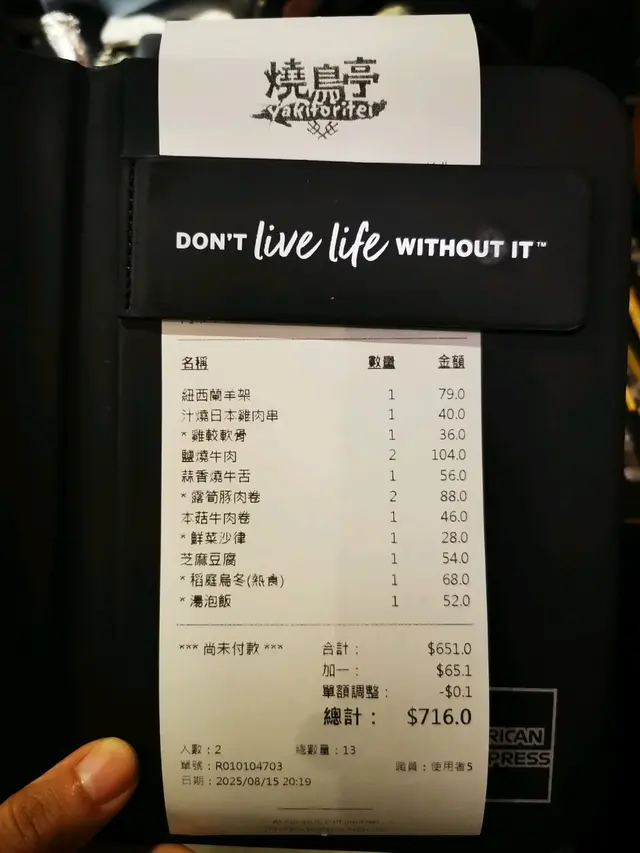 燒鳥亭
yakitoritei
DON'T live life WITHOUT IT™
名稱 數量 金額
紐西蘭羊架 1 79.0
汁燒日本雞肉串 1 40.0
* 雞較軟骨 1 36.0
鹽燒牛肉 2 104.0
蒜香燒牛舌 1 56.0
* 露筍豚肉卷 2 88.0
本菇牛肉卷 1 46.0
* 鮮菜沙律 1 28.0
芝麻豆腐 1 54.0
* 稻庭烏冬(熱食) 1 68.0
* 湯泡飯 1 52.0
*** 尚未付款 *** 合計： $651.0
加一： $65.1
單額調整： -$0.1
總計： $716.0
人數：2 總數量：13
單號：R010104703 職員：使用者5
日期：2025/08/15 20:19
RICAN
PRESS